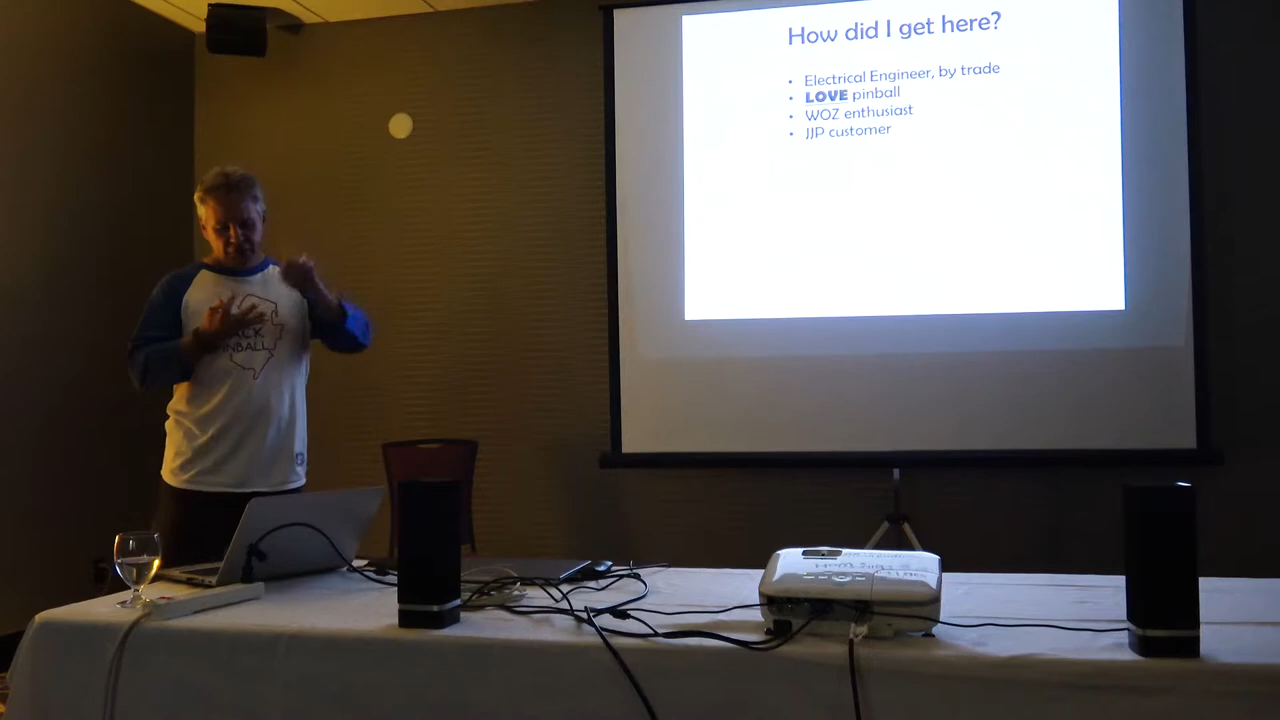 How did I get here?
• Electrical Engineer, by trade
• LOVE pinball
• WOZ enthusiast
• JJP customer